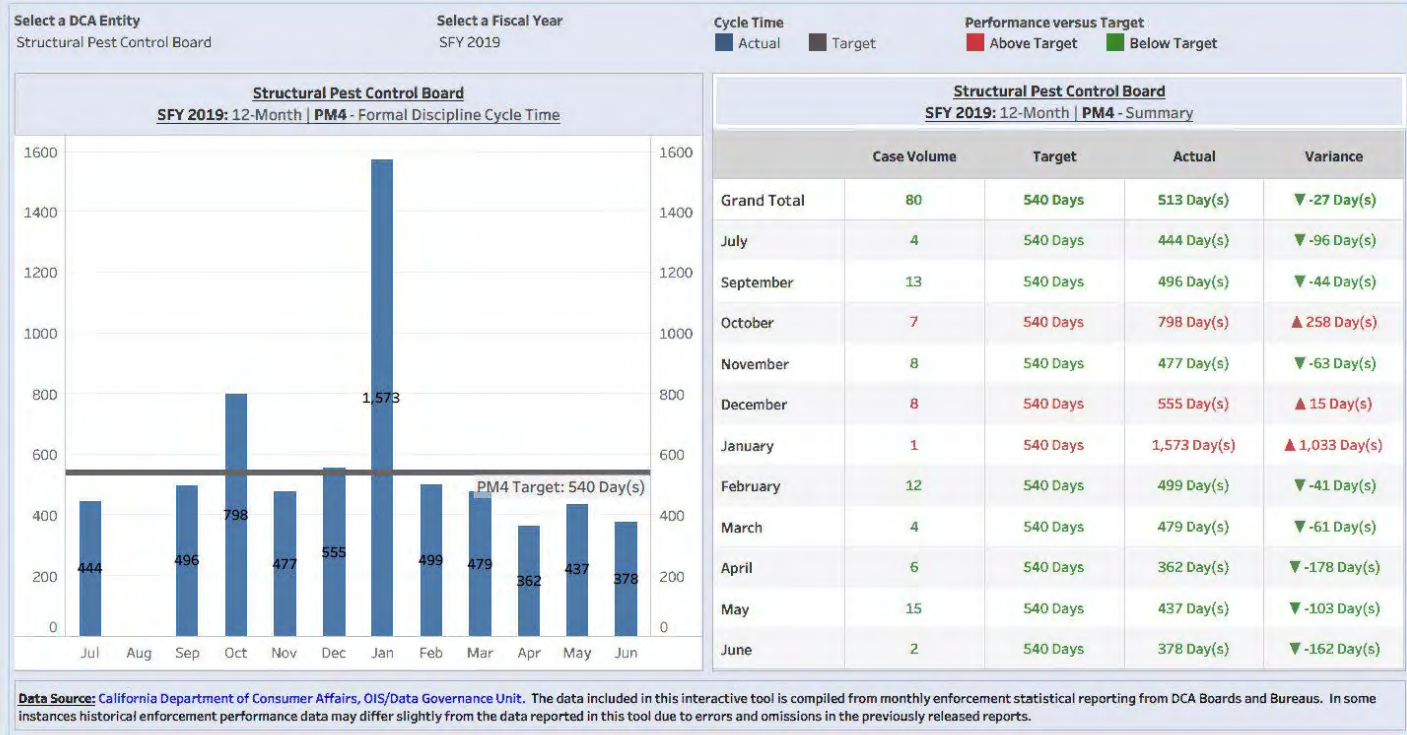 Select a DCA Entity
Structural Pest Control Board
Select a Fiscal Year
SFY 2019
Cycle Time
Actual Target
Performance versus Target
Above Target Below Target
Structural Pest Control Board
SFY 2019: 12-Month | PM4 - Formal Discipline Cycle Time
1600 1600
1400 1400
1200 1200
1000 1000
800 800
600 600
400 400
200 200
0 0
1,573
PM4 Target: 540 Day(s)
444 496 798 477 555 499 479 362 437 378
Jul Aug Sep Oct Nov Dec Jan Feb Mar Apr May Jun
Structural Pest Control Board
SFY 2019: 12-Month | PM4 - Summary
Case Volume Target Actual Variance
Grand Total 80 540 Days 513 Day(s) ▼ -27 Day(s)
July 4 540 Days 444 Day(s) ▼ -96 Day(s)
September 13 540 Days 496 Day(s) ▼ -44 Day(s)
October 7 540 Days 798 Day(s) ▲ 258 Day(s)
November 8 540 Days 477 Day(s) ▼ -63 Day(s)
December 8 540 Days 555 Day(s) ▲ 15 Day(s)
January 1 540 Days 1,573 Day(s) ▲ 1,033 Day(s)
February 12 540 Days 499 Day(s) ▼ -41 Day(s)
March 4 540 Days 479 Day(s) ▼ -61 Day(s)
April 6 540 Days 362 Day(s) ▼ -178 Day(s)
May 15 540 Days 437 Day(s) ▼ -103 Day(s)
June 2 540 Days 378 Day(s) ▼ -162 Day(s)
Data Source: California Department of Consumer Affairs, OIS/Data Governance Unit. The data included in this interactive tool is compiled from monthly enforcement statistical reporting from DCA Boards and Bureaus. In some
instances historical enforcement performance data may differ slightly from the data reported in this tool due to errors and omissions in the previously released reports.